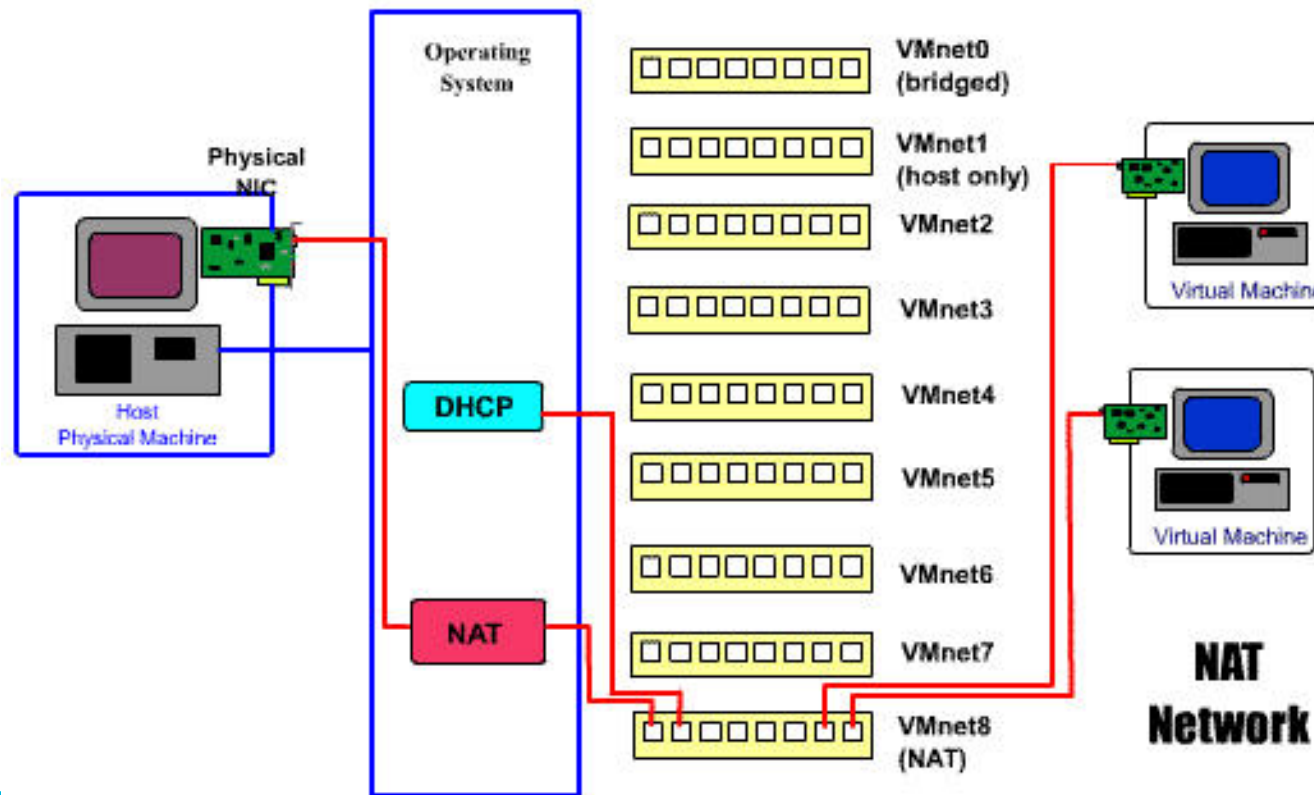 Operating
System
Physical
NIC
Host
Physical Machine
DHCP
NAT
VMnet0
(bridged)
VMnet1
(host only)
VMnet2
VMnet3
VMnet4
VMnet5
VMnet6
VMnet7
VMnet8
(NAT)
Virtual Machine
Virtual Machine
NAT
Network